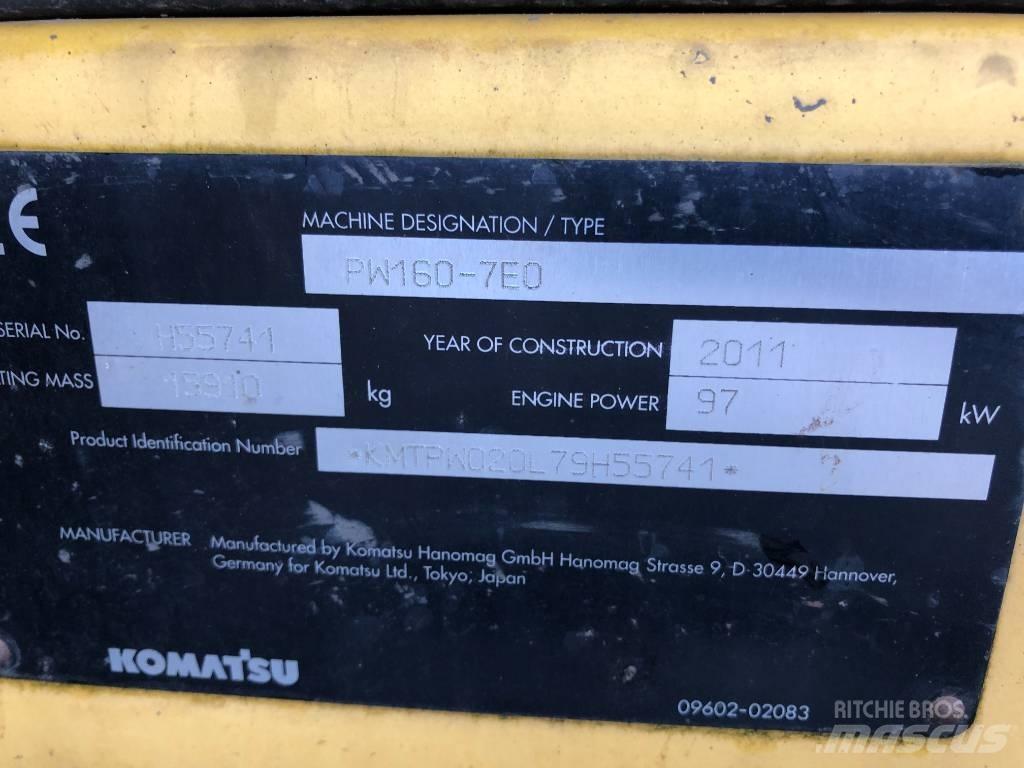 CE
MACHINE DESIGNATION / TYPE
PW160-7E0
SERIAL No. H55741
YEAR OF CONSTRUCTION 2011
TING MASS 15910 kg
ENGINE POWER 97 kW
Product Identification Number *KMTPW020L79H55741*
MANUFACTURER Manufactured by Komatsu Hanomag GmbH Hanomag Strasse 9, D-30449 Hannover,
Germany for Komatsu Ltd., Tokyo, Japan
KOMATSU
09602-02083
RITCHIE BROS.
MASCUS